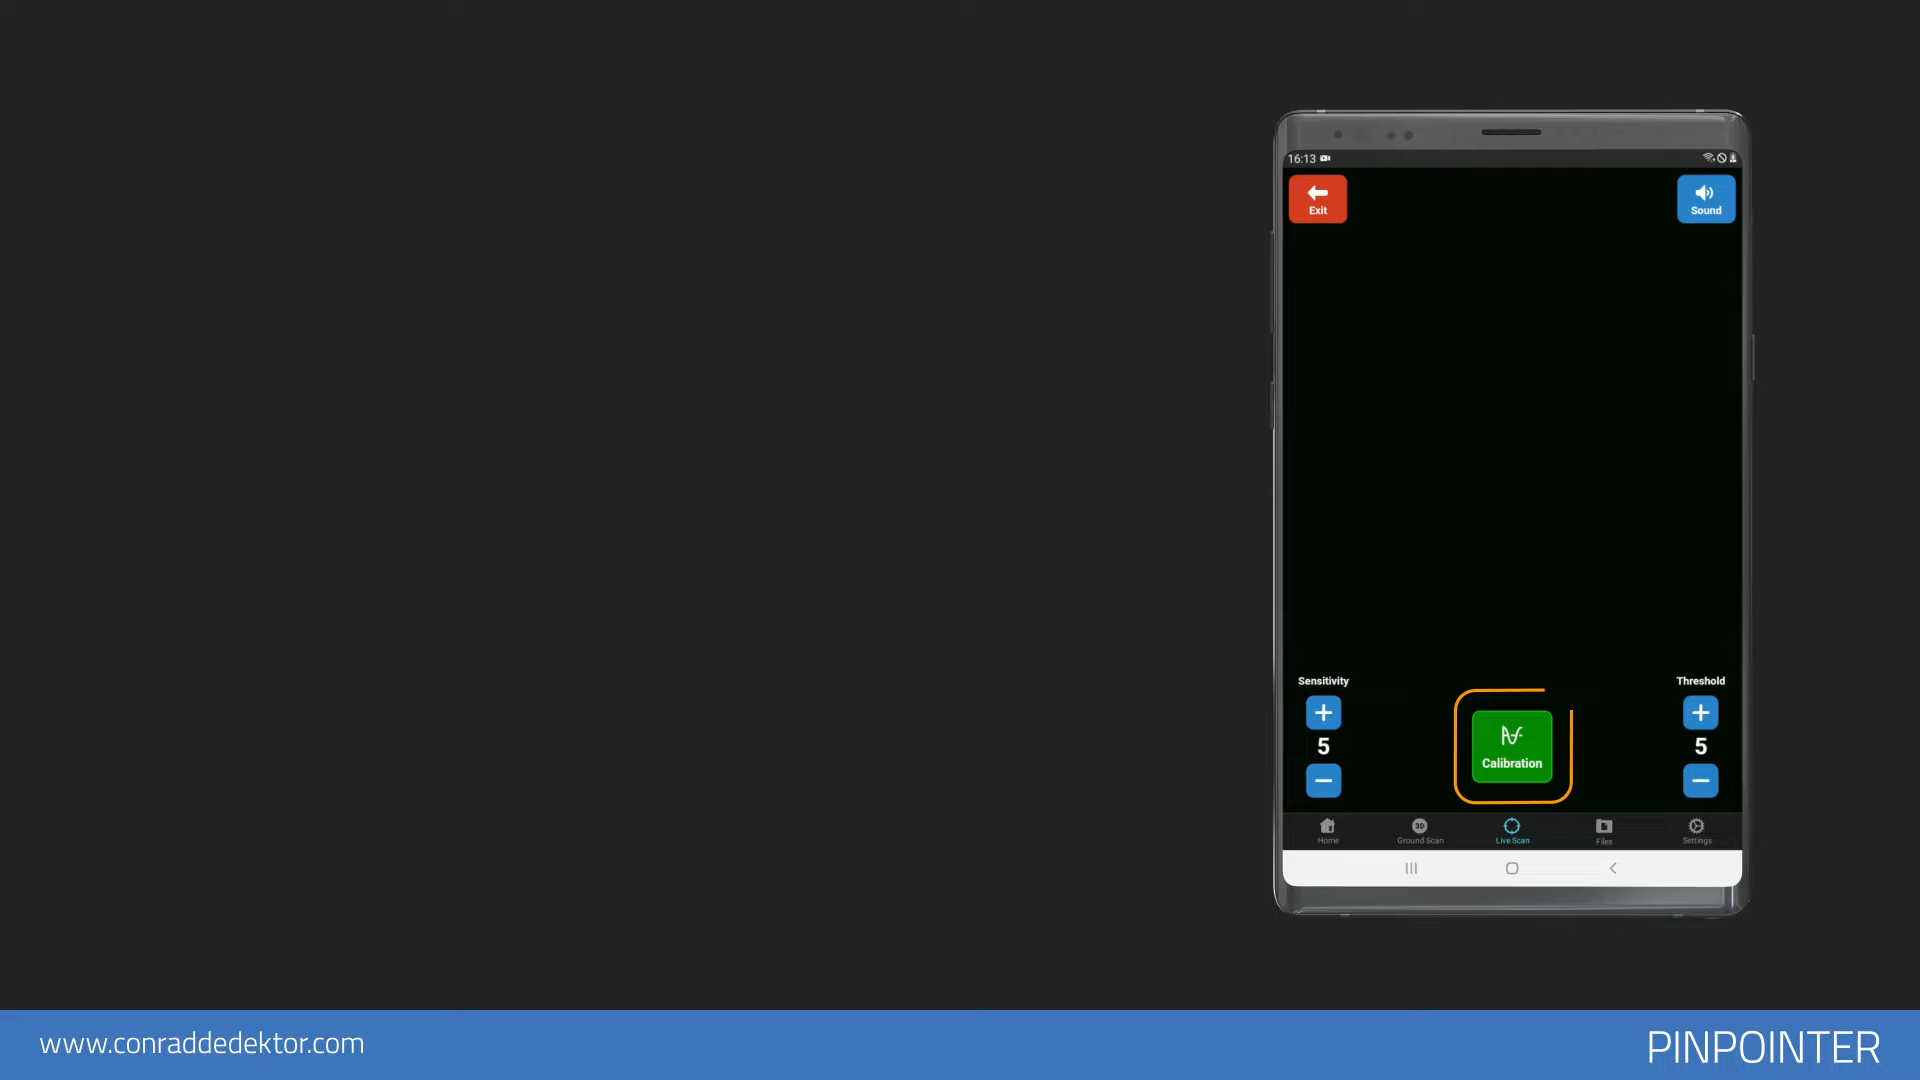 16:13
Exit
Sound
Sensitivity
Threshold
+
+
5
5
−
−
Calibration
Home
3D
Ground Scan
Live Scan
Files
Settings
www.conraddedektor.com
PINPOINTER